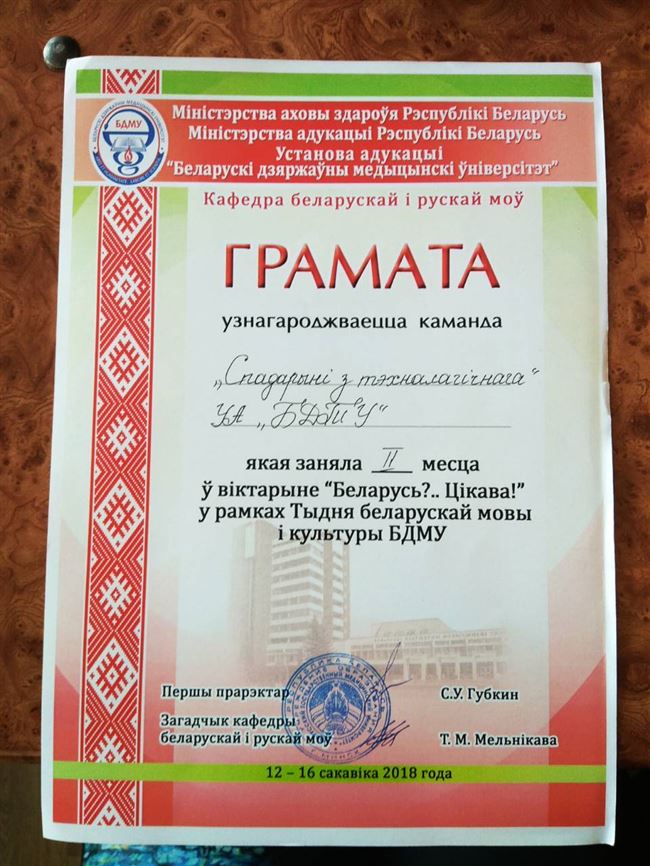 БДМУ
Міністэрства аховы здароўя Рэспублікі Беларусь
Міністэрства адукацыі Рэспублікі Беларусь
Установа адукацыі
“Беларускі дзяржаўны медыцынскі ўніверсітэт”
Кафедра беларускай і рускай моў
ГРАМАТА
узнагароджваецца каманда
„Спадарыні з тэхналагічнага“
УА „БДТУ“
якая заняла II месца
ў віктарыне “Беларусь?.. Цікава!”
у рамках Тыдня беларускай мовы
і культуры БДМУ
Першы прарэктар С.У. Губкин
Загадчык кафедры
беларускай і рускай моў Т. М. Мельнікава
12 – 16 сакавіка 2018 года